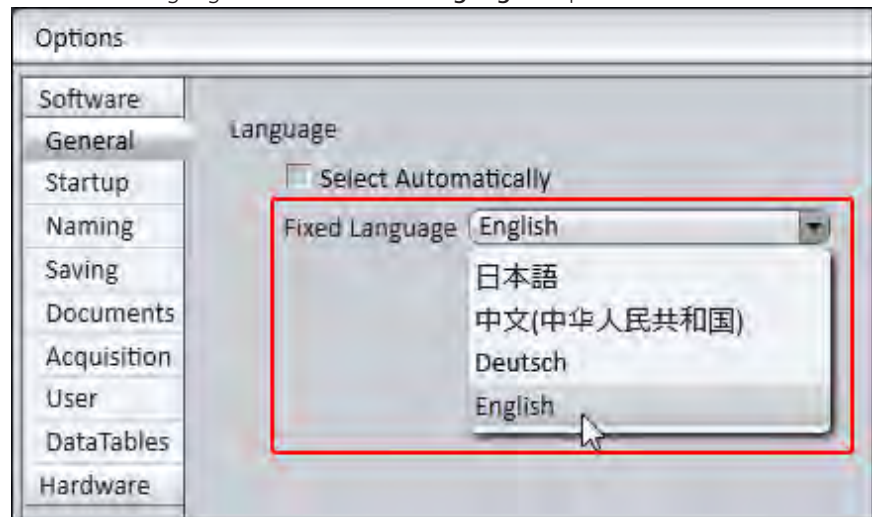 Options
Software
General
Startup
Naming
Saving
Documents
Acquisition
User
DataTables
Hardware
Language
Select Automatically
Fixed Language English
日本語
中文(中华人民共和国)
Deutsch
English